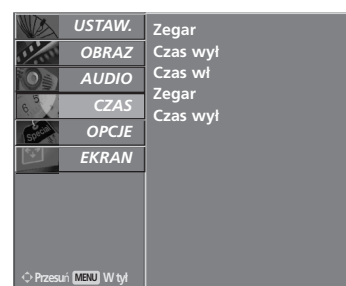 USTAW.
OBRAZ
AUDIO
CZAS
OPCJE
EKRAN
Zegar
Czas wył
Czas wł
Zegar
Czas wył
Przesuń MENU W tył